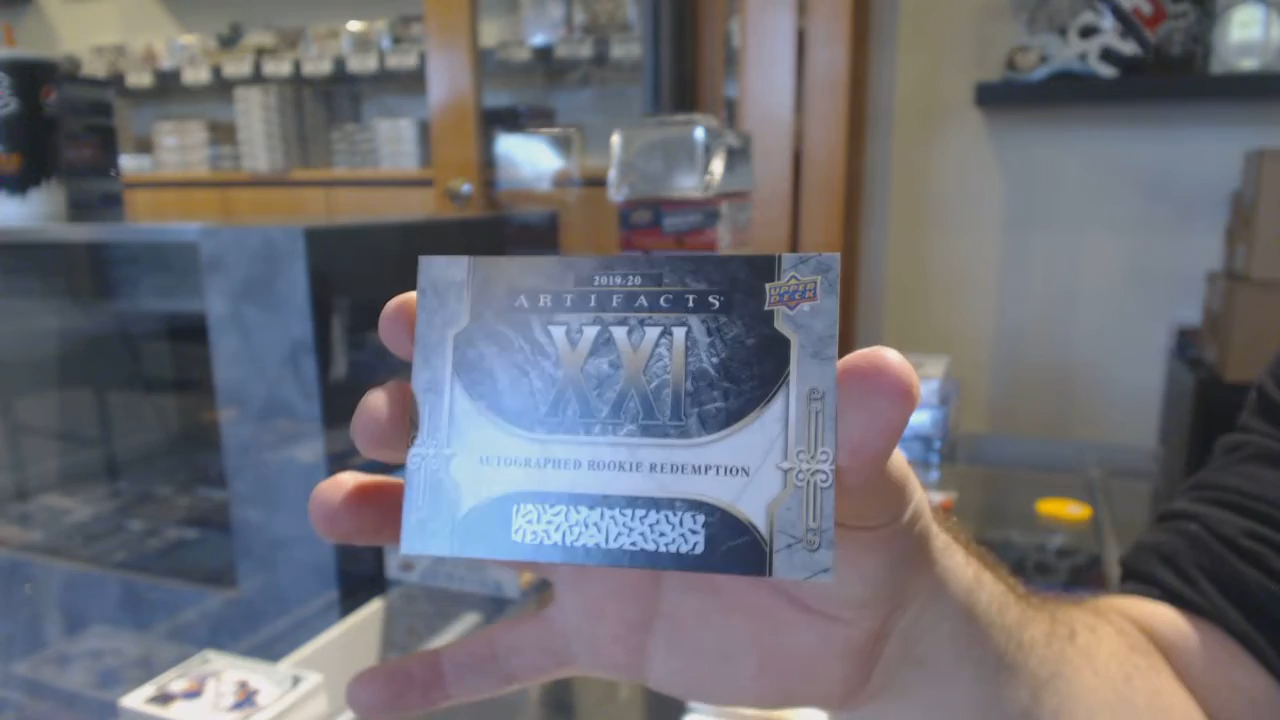 2019-20
ARTIFACTS
UPPER DECK
XXI
AUTOGRAPHED ROOKIE REDEMPTION